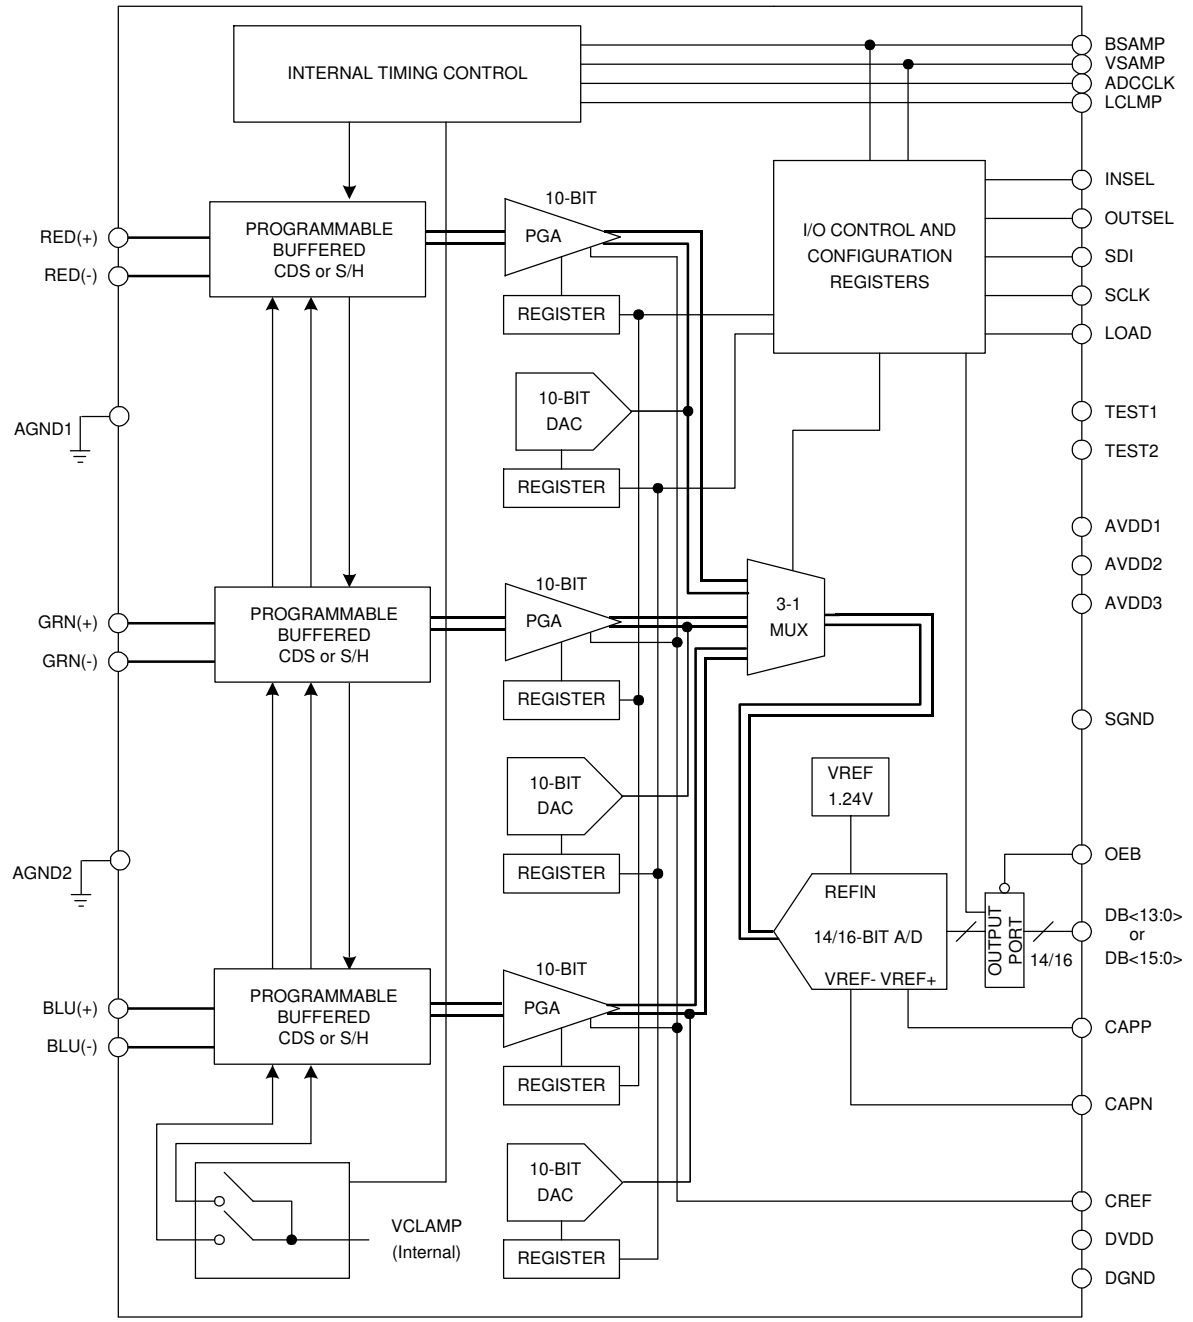 INTERNAL TIMING CONTROL
BSAMP
VSAMP
ADCCLK
LCLMP
PROGRAMMABLE
BUFFERED
CDS or S/H
RED(+)
RED(-)
10-BIT
PGA
REGISTER
I/O CONTROL AND
CONFIGURATION
REGISTERS
INSEL
OUTSEL
SDI
SCLK
LOAD
AGND1
10-BIT
DAC
REGISTER
TEST1
TEST2
AVDD1
AVDD2
AVDD3
GRN(+)
GRN(-)
PROGRAMMABLE
BUFFERED
CDS or S/H
10-BIT
PGA
REGISTER
3-1
MUX
SGND
10-BIT
DAC
REGISTER
VREF
1.24V
AGND2
REFIN
14/16-BIT A/D
VREF- VREF+
OUTPUT
PORT
14/16
OEB
DB<13:0>
or
DB<15:0>
BLU(+)
BLU(-)
PROGRAMMABLE
BUFFERED
CDS or S/H
10-BIT
PGA
REGISTER
CAPP
CAPN
10-BIT
DAC
REGISTER
VCLAMP
(Internal)
CREF
DVDD
DGND